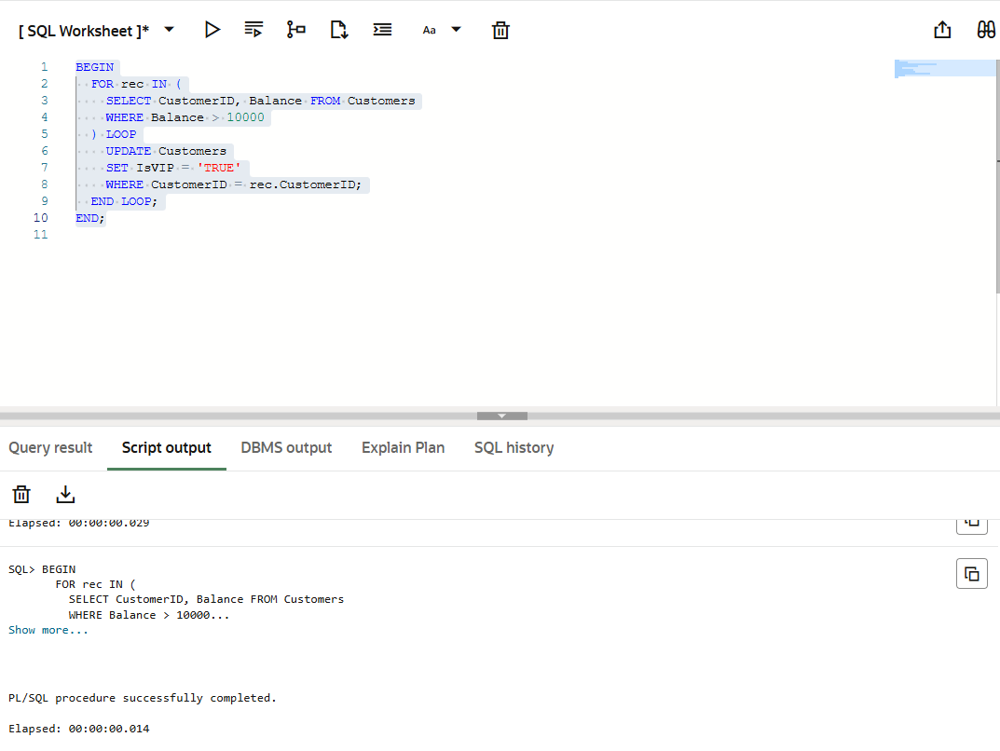 [ SQL Worksheet ]* Aa
1 BEGIN
2 FOR rec IN (
3 SELECT CustomerID, Balance FROM Customers
4 WHERE Balance > 10000
5 ) LOOP
6 UPDATE Customers
7 SET IsVIP = 'TRUE'
8 WHERE CustomerID = rec.CustomerID;
9 END LOOP;
10 END;
11
Query result Script output DBMS output Explain Plan SQL history
Elapsed: 00:00:00.029
SQL> BEGIN
FOR rec IN (
SELECT CustomerID, Balance FROM Customers
WHERE Balance > 10000...
Show more...
PL/SQL procedure successfully completed.
Elapsed: 00:00:00.014